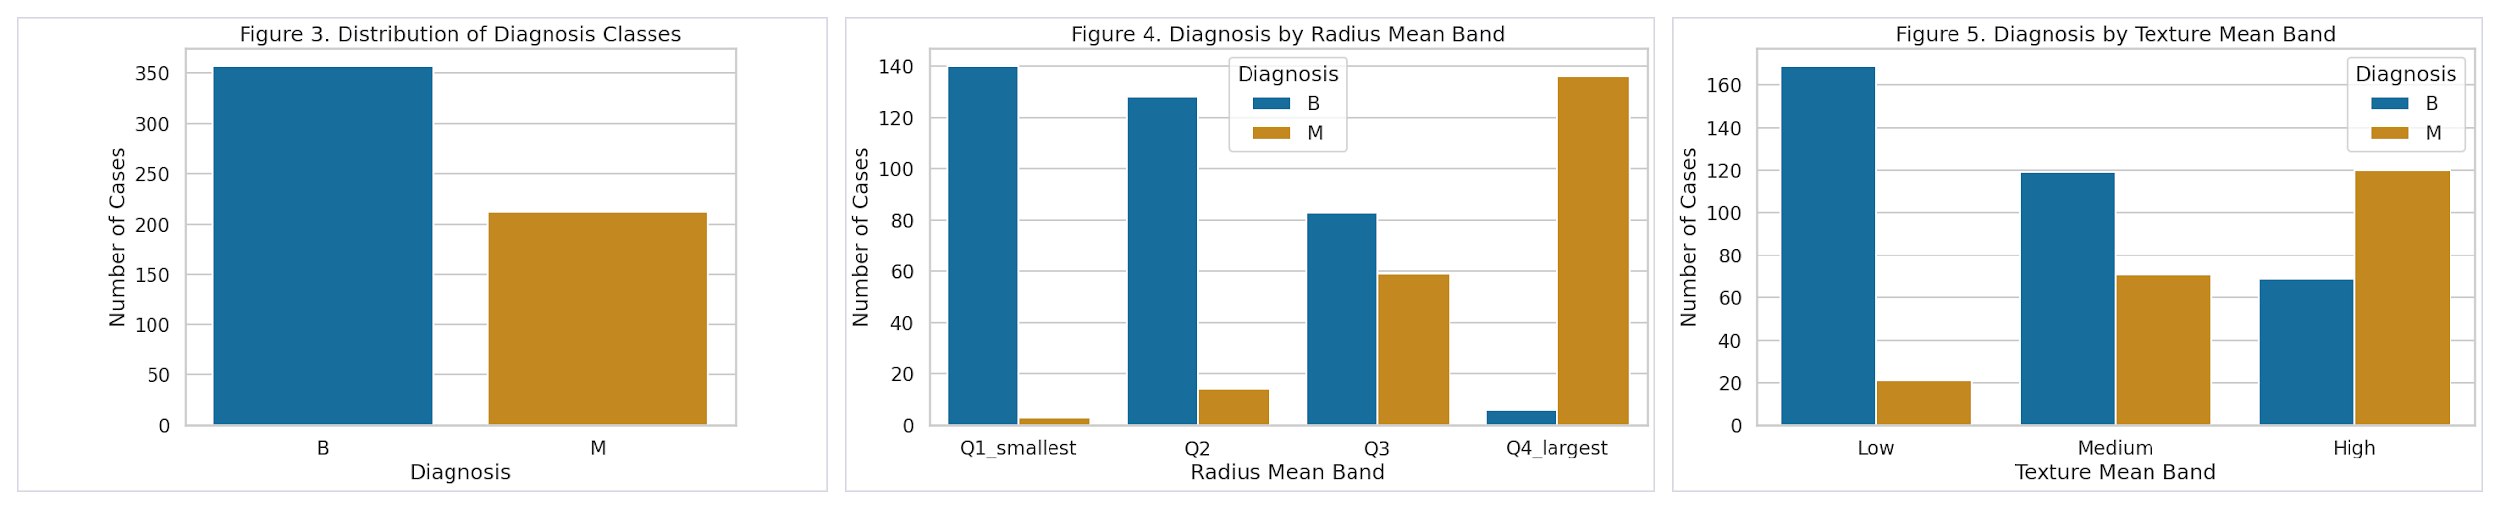 Figure 3. Distribution of Diagnosis Classes
Number of Cases
350
300
250
200
150
100
50
0
B
M
Diagnosis
Figure 4. Diagnosis by Radius Mean Band
Number of Cases
140
120
100
80
60
40
20
0
Diagnosis
B
M
Q1_smallest
Q2
Q3
Q4_largest
Radius Mean Band
Figure 5. Diagnosis by Texture Mean Band
Number of Cases
160
140
120
100
80
60
40
20
0
Diagnosis
B
M
Low
Medium
High
Texture Mean Band